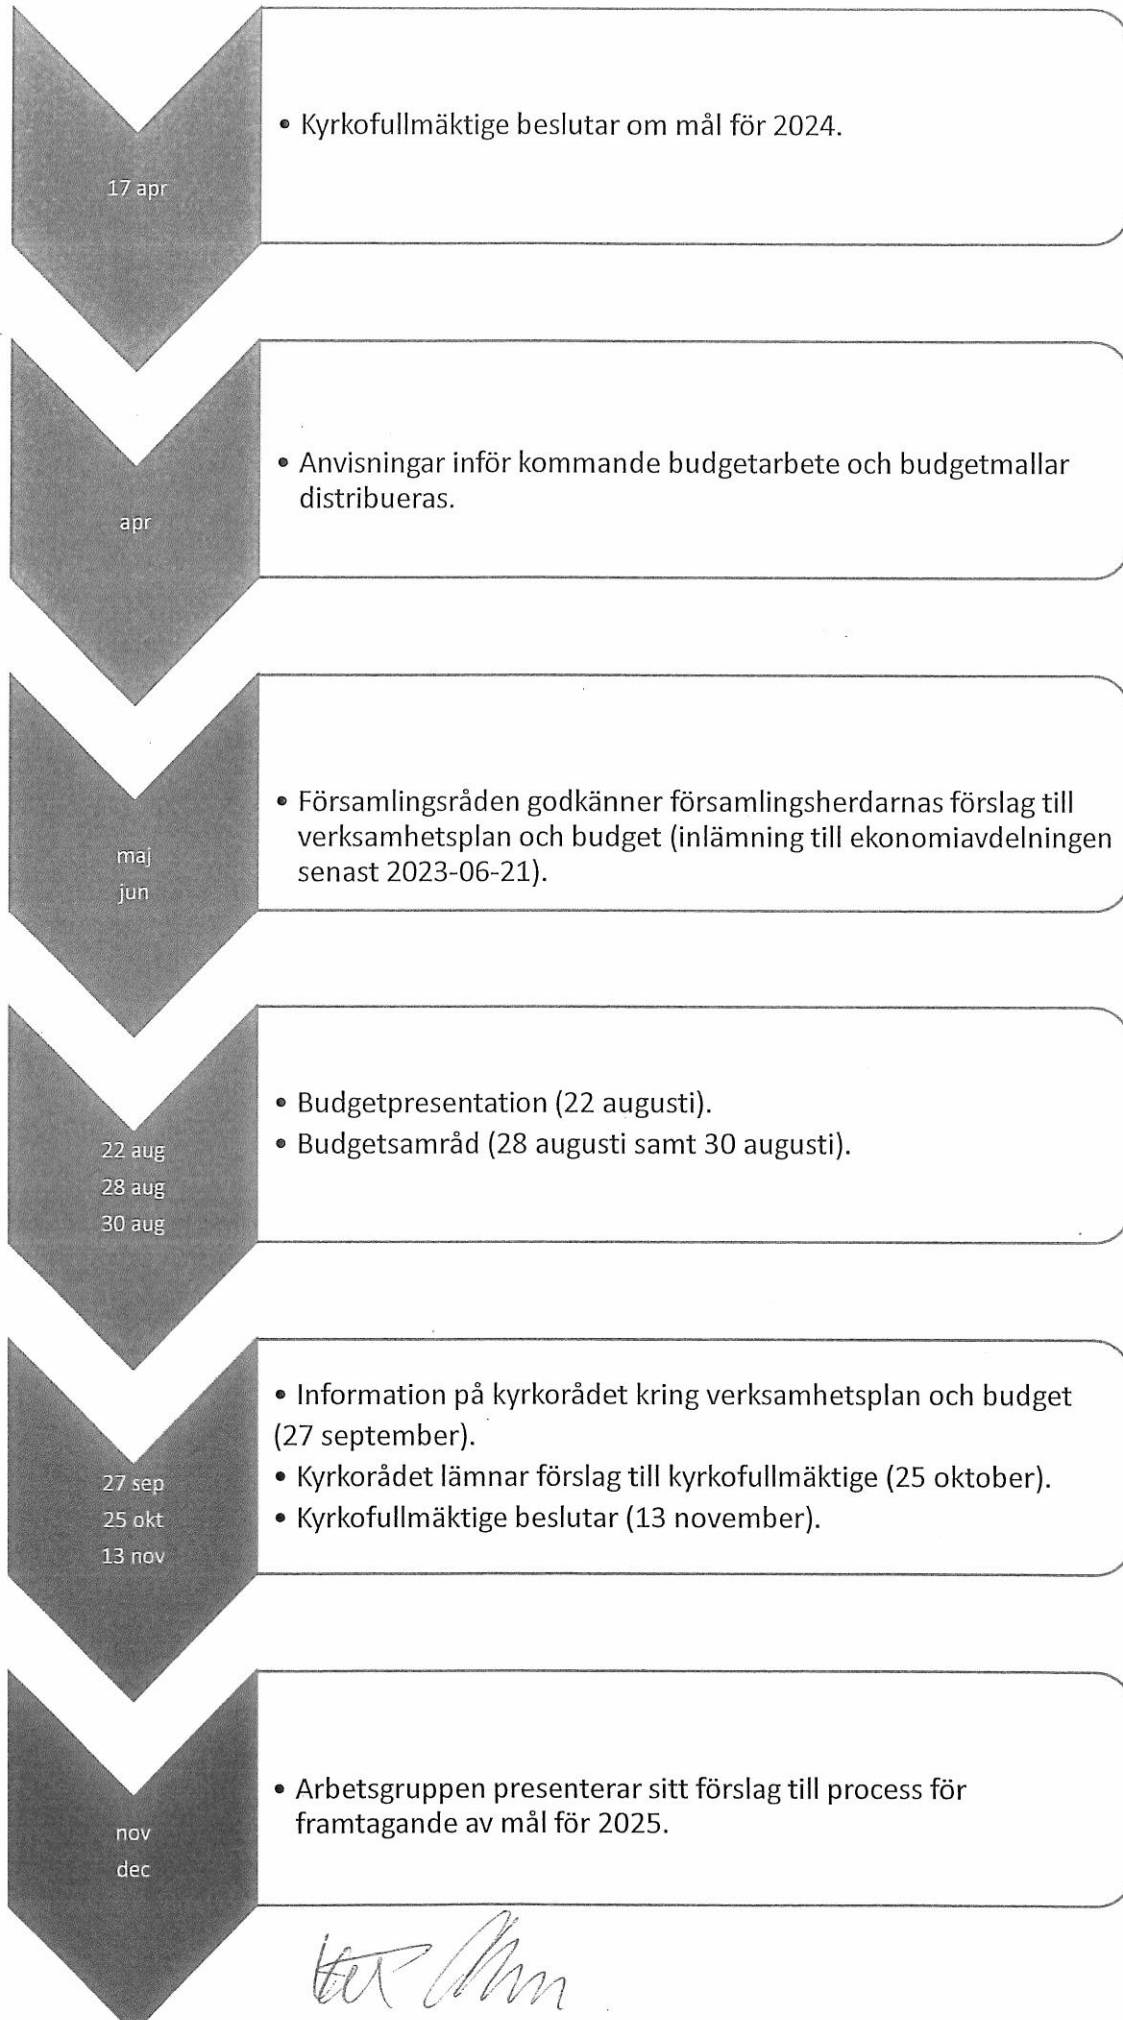 17 apr
• Kyrkofullmäktige beslutar om mål för 2024.
apr
• Anvisningar inför kommande budgetarbete och budgetmallar
distribueras.
maj
jun
• Församlingsråden godkänner församlingsherdarnas förslag till
verksamhetsplan och budget (inlämning till ekonomiavdelningen
senast 2023-06-21).
22 aug
28 aug
30 aug
• Budgetpresentation (22 augusti).
• Budgetsamråd (28 augusti samt 30 augusti).
27 sep
25 okt
13 nov
• Information på kyrkorådet kring verksamhetsplan och budget
(27 september).
• Kyrkorådet lämnar förslag till kyrkofullmäktige (25 oktober).
• Kyrkofullmäktige beslutar (13 november).
nov
dec
• Arbetsgruppen presenterar sitt förslag till process för
framtagande av mål för 2025.